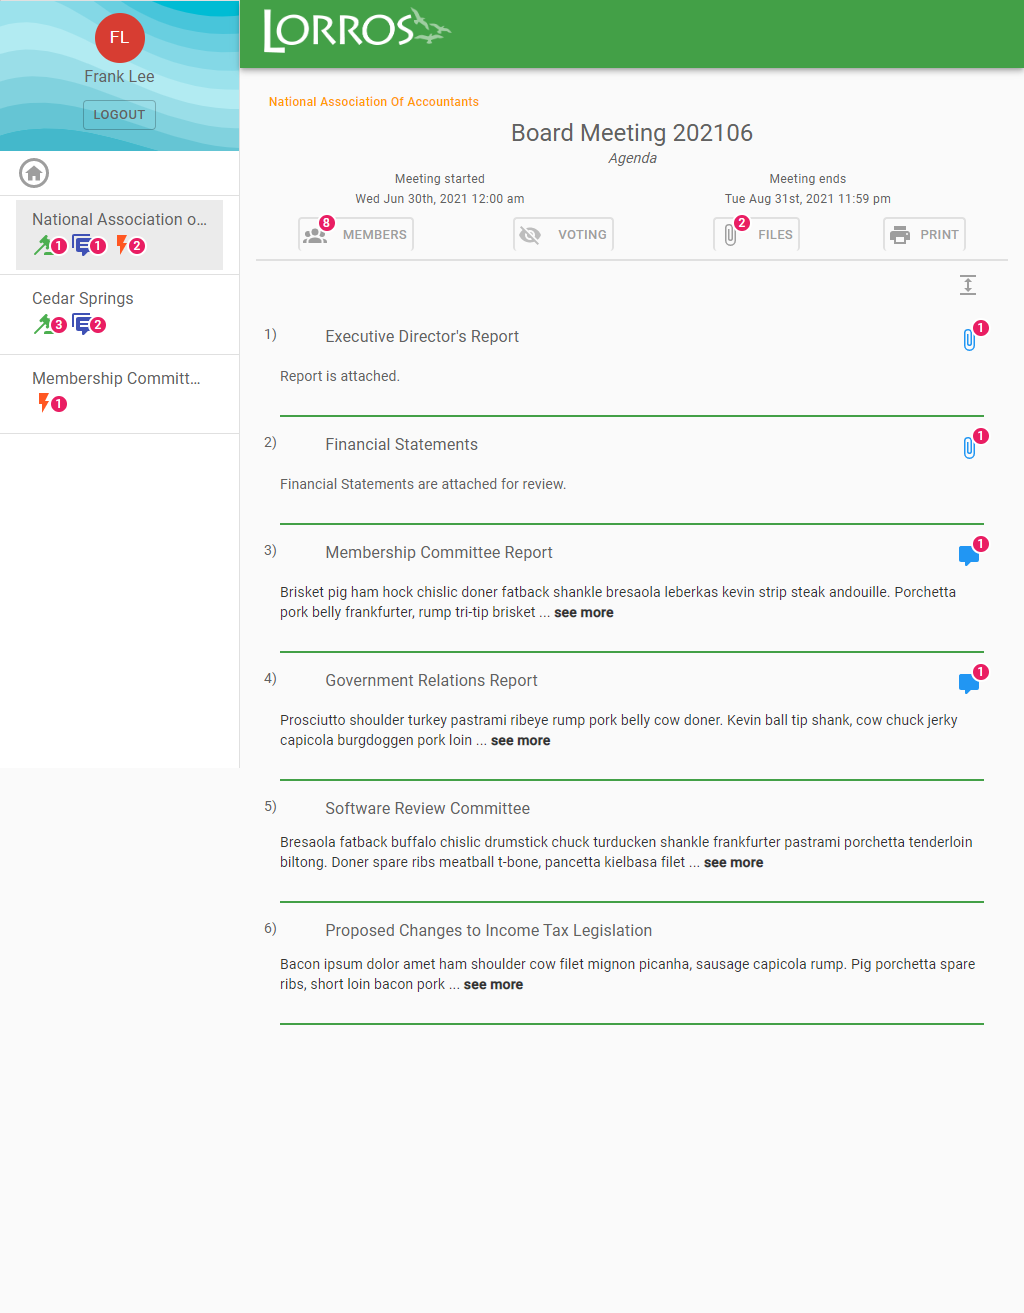 FL
Frank Lee
LOGOUT
National Association o...
1 1 2
Cedar Springs
3 2
Membership Committ...
1
LORROS
National Association Of Accountants
Board Meeting 202106
Agenda
Meeting started
Wed Jun 30th, 2021 12:00 am
Meeting ends
Tue Aug 31st, 2021 11:59 pm
8 MEMBERS
VOTING
2 FILES
PRINT
1) Executive Director's Report 1
Report is attached.
2) Financial Statements 1
Financial Statements are attached for review.
3) Membership Committee Report 1
Brisket pig ham hock chislic doner fatback shankle bresaola leberkas kevin strip steak andouille. Porchetta
pork belly frankfurter, rump tri-tip brisket ... see more
4) Government Relations Report 1
Prosciutto shoulder turkey pastrami ribeye rump pork belly cow doner. Kevin ball tip shank, cow chuck jerky
capicola burgdoggen pork loin ... see more
5) Software Review Committee
Bresaola fatback buffalo chislic drumstick chuck turducken shankle frankfurter pastrami porchetta tenderloin
biltong. Doner spare ribs meatball t-bone, pancetta kielbasa filet ... see more
6) Proposed Changes to Income Tax Legislation
Bacon ipsum dolor amet ham shoulder cow filet mignon picanha, sausage capicola rump. Pig porchetta spare
ribs, short loin bacon pork ... see more